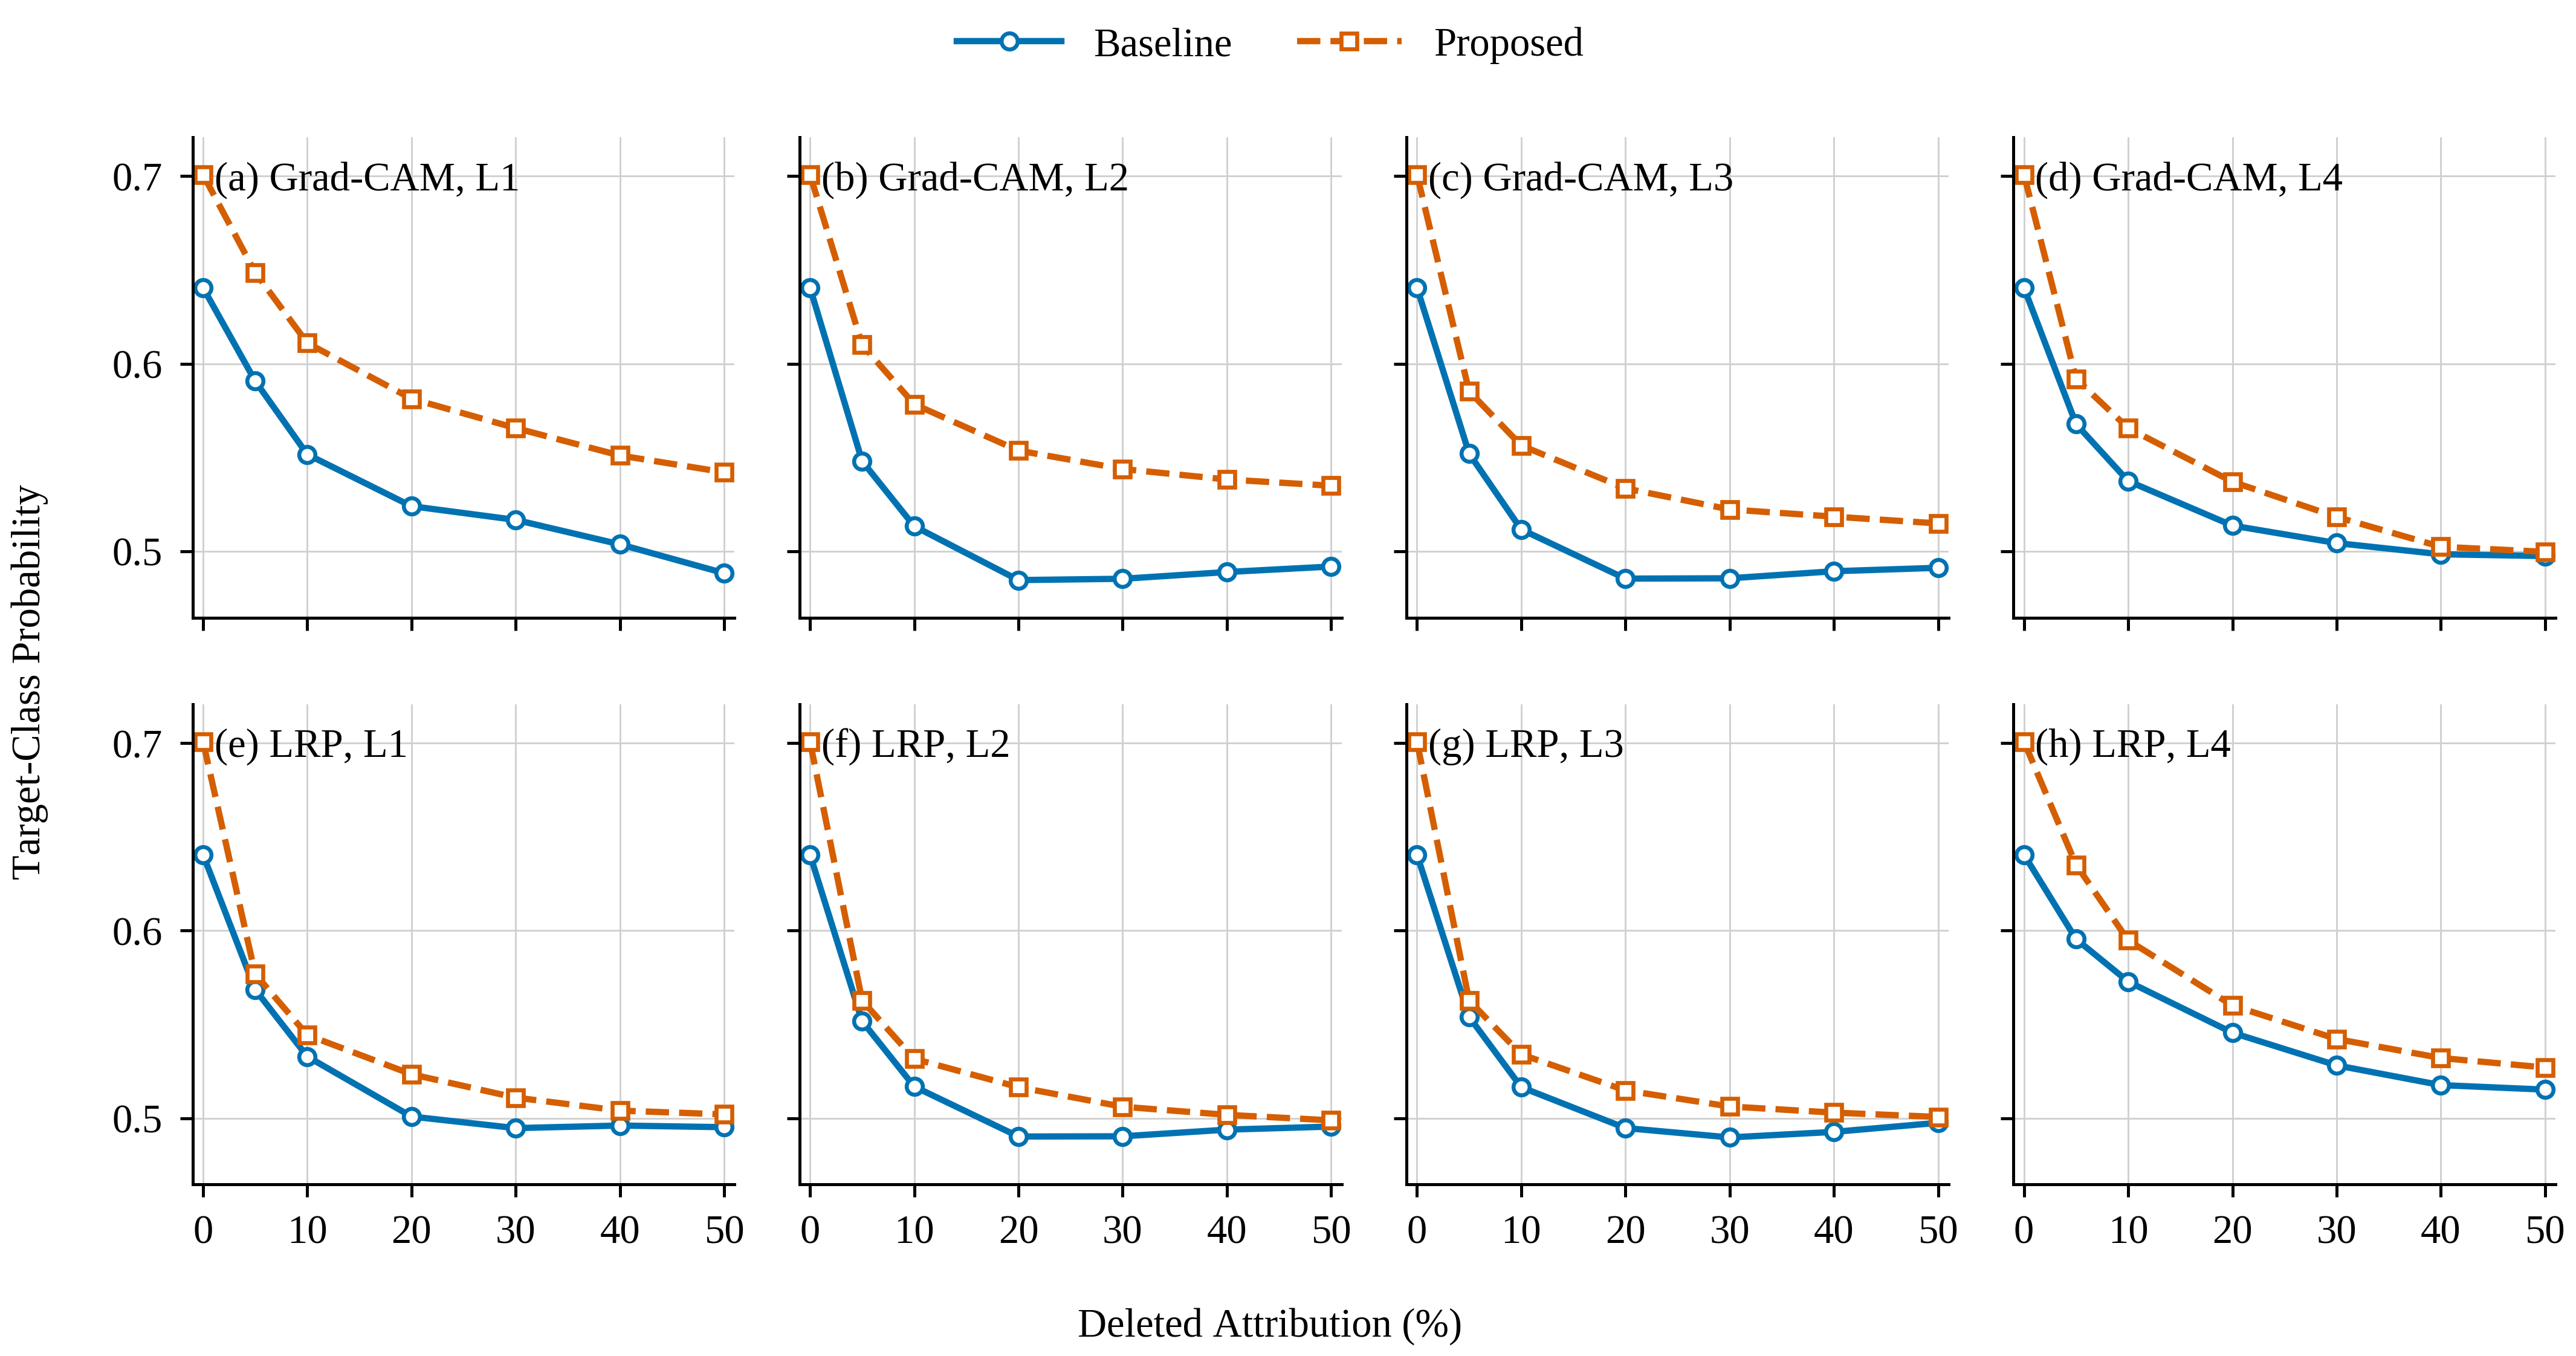 Baseline Proposed
0.7 (a) Grad-CAM, L1 (b) Grad-CAM, L2 (c) Grad-CAM, L3 (d) Grad-CAM, L4
0.6
0.5
Target-Class Probability
0.7 (e) LRP, L1 (f) LRP, L2 (g) LRP, L3 (h) LRP, L4
0.6
0.5
0 10 20 30 40 50 0 10 20 30 40 50 0 10 20 30 40 50 0 10 20 30 40 50
Deleted Attribution (%)